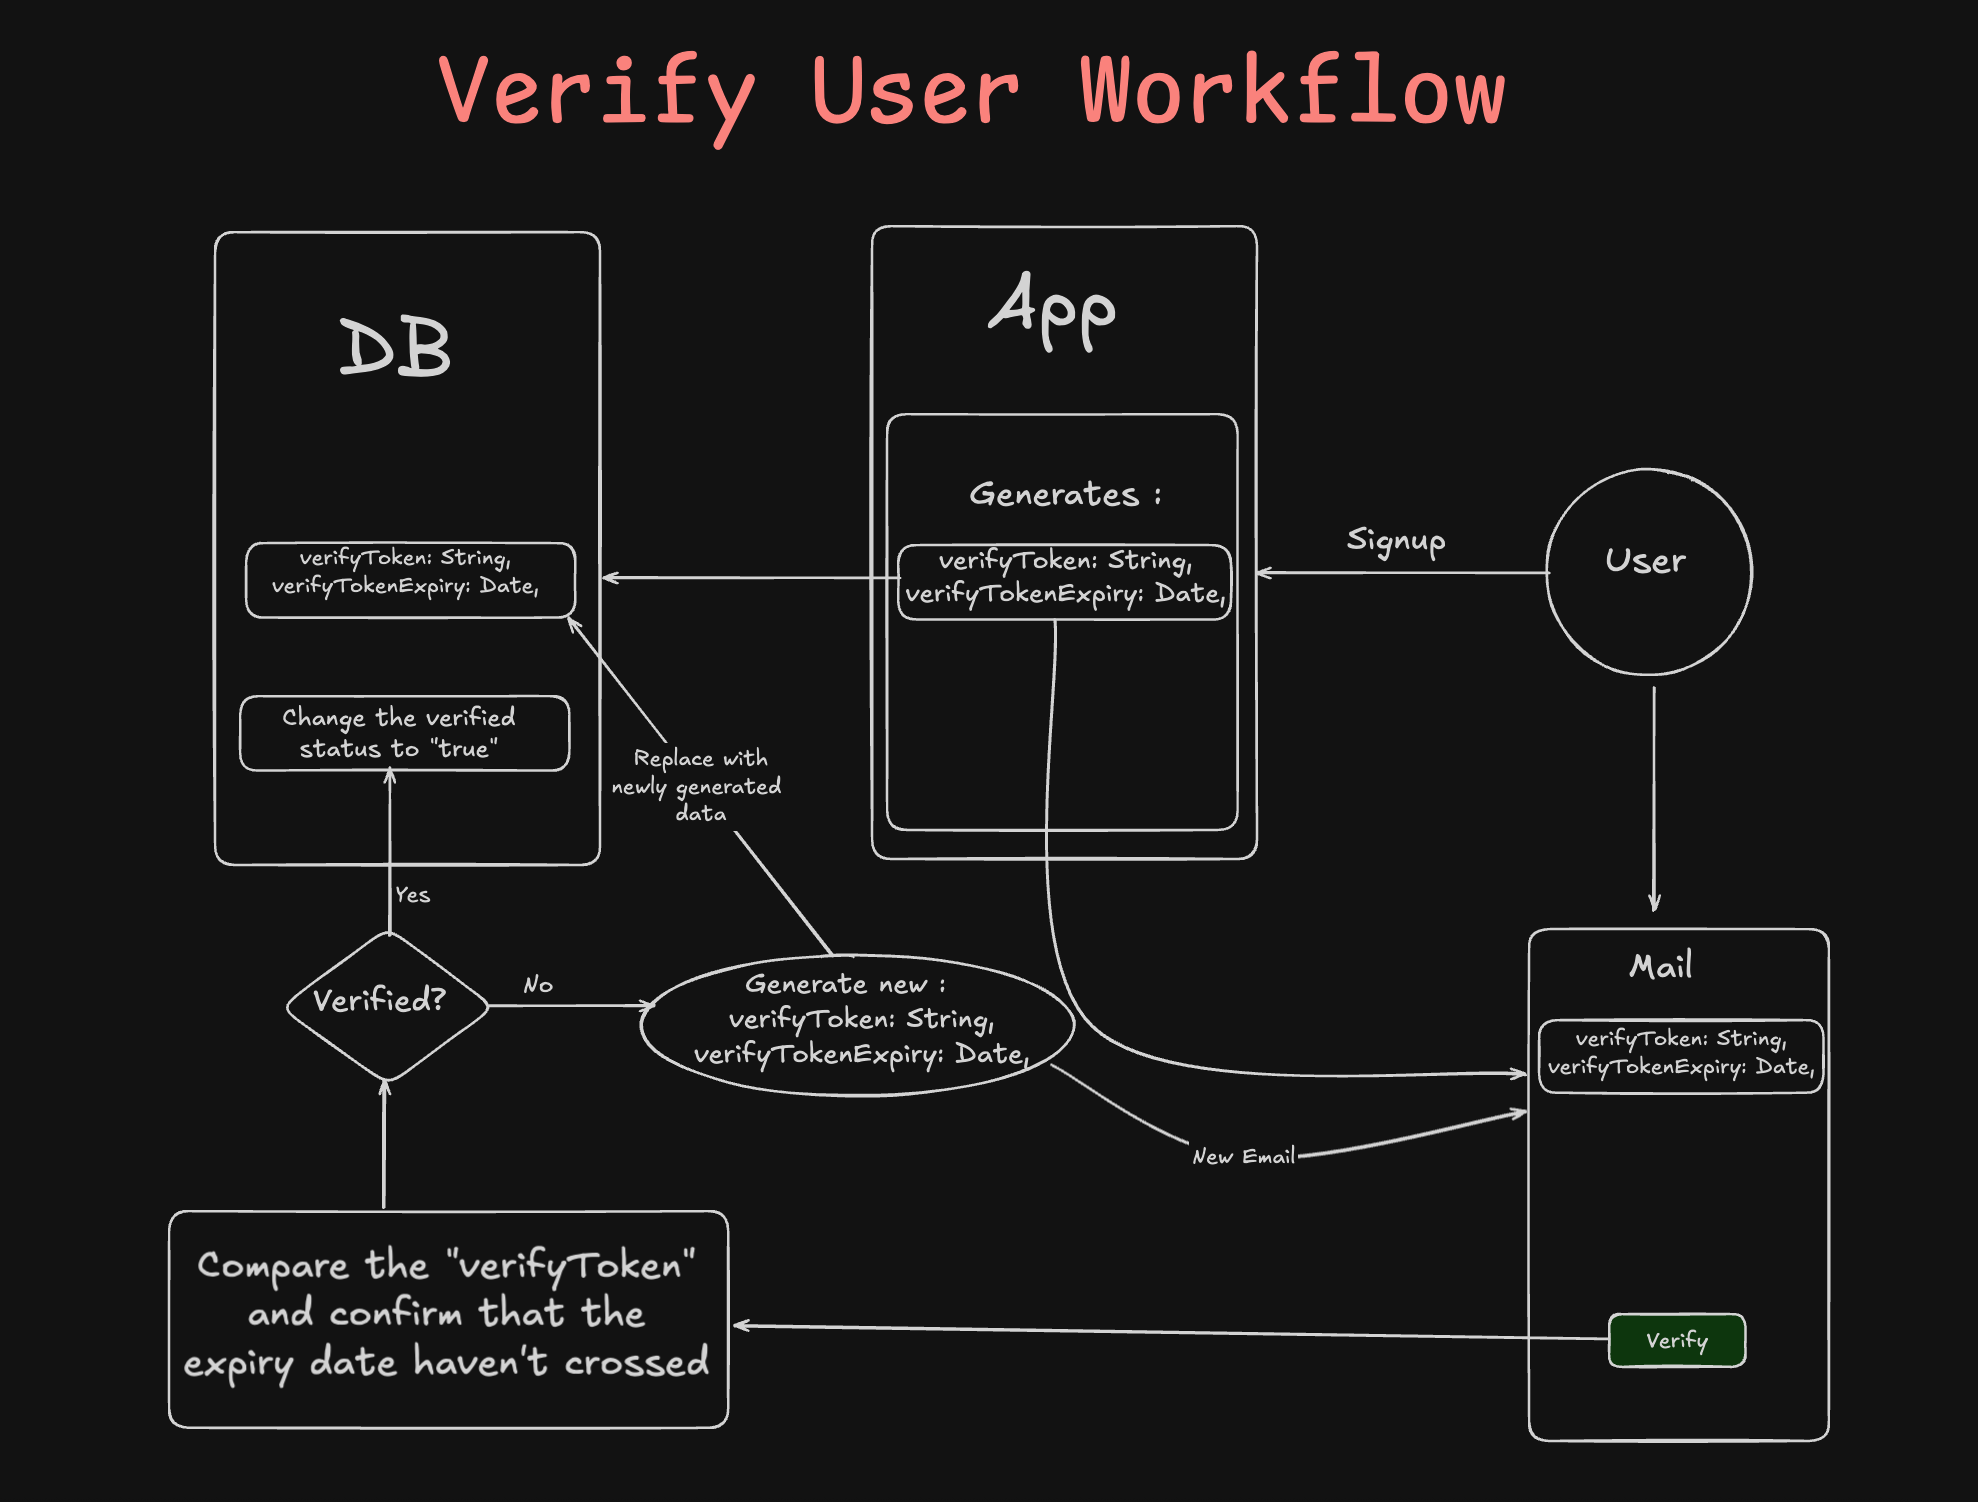 Verify User Workflow
DB
verifyToken: String,
verifyTokenExpiry: Date,
Change the verified
status to "true"
App
Generates :
verifyToken: String,
verifyTokenExpiry: Date,
Signup
User
Replace with
newly generated
data
Yes
Verified?
No
Generate new :
verifyToken: String,
verifyTokenExpiry: Date,
New Email
Mail
verifyToken: String,
verifyTokenExpiry: Date,
Verify
Compare the "verifyToken"
and confirm that the
expiry date haven't crossed